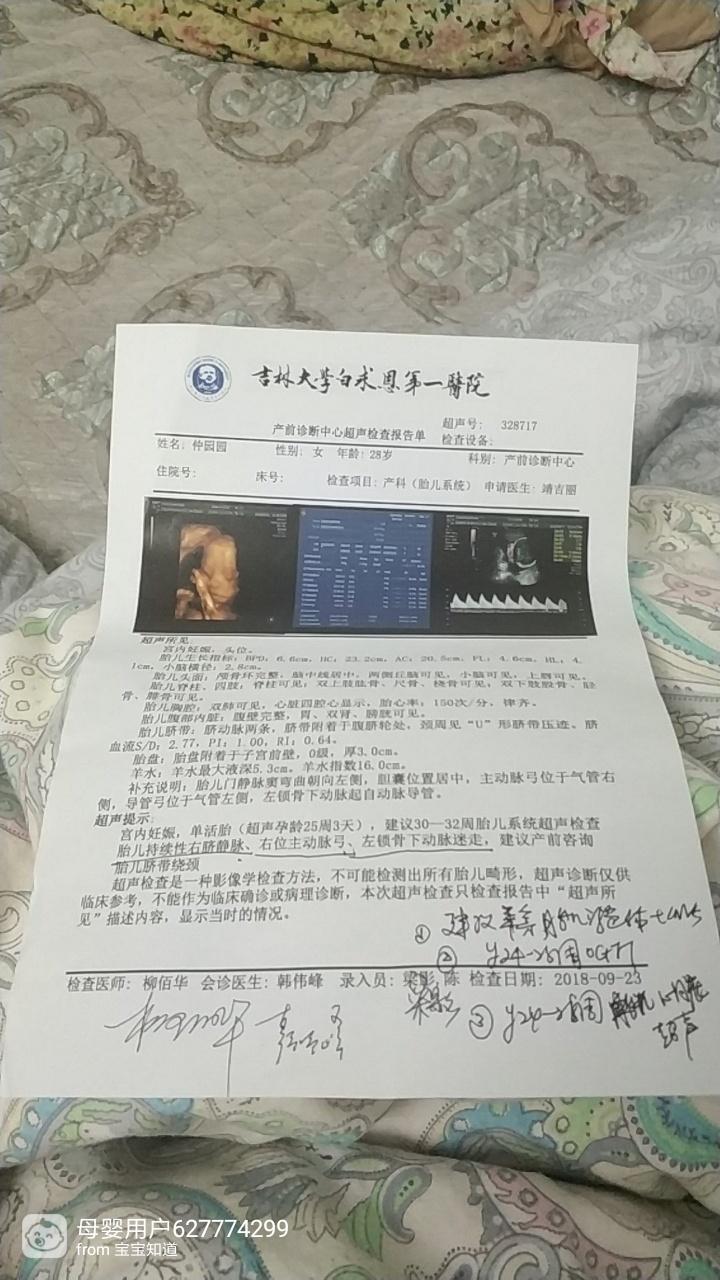 吉林大学白求恩第一醫院
超声号: 328717
产前诊断中心超声检查报告单 检查设备:
姓名: 仲园园 性别: 女 年龄: 28岁 科别: 产前诊断中心
住院号: 床号: 检查项目: 产科(胎儿系统) 申请医生: 靖吉丽
超声所见:
宫内妊娠, 头位。
胎儿生长指标: BPD: 6.6cm, HC: 23.2cm, AC: 20.5cm, FL: 4.6cm, HL: 4.
1cm, 小脑横径: 2.8cm。
胎儿头面: 颅骨环完整, 脑中线居中, 两侧丘脑可见, 小脑可见, 上唇可见。
胎儿脊柱、四肢: 脊柱可见, 双上肢肱骨、尺骨、桡骨可见, 双下肢股骨、胫
骨、腓骨可见。
胎儿胸腔: 双肺可见, 心脏四腔心显示, 胎心率: 150次/分, 律齐。
胎儿腹部内脏: 腹壁完整, 胃、双肾、膀胱可见。
胎儿脐带: 脐动脉两条, 脐带附着于腹脐轮处, 颈周见“U”形脐带压迹。脐
血流S/D: 2.77, PI: 1.00, RI: 0.64。
胎盘: 胎盘附着于子宫前壁, 0级, 厚3.0cm。
羊水: 羊水最大液深5.3cm。羊水指数16.0cm。
补充说明: 胎儿门静脉窦弯曲朝向左侧, 胆囊位置居中, 主动脉弓位于气管右
侧, 导管弓位于气管左侧, 左锁骨下动脉起自动脉导管。
超声提示:
宫内妊娠, 单活胎(超声孕龄25周3天), 建议30—32周胎儿系统超声检查
胎儿持续性右脐静脉、右位主动脉弓、左锁骨下动脉迷走, 建议产前咨询
胎儿脐带绕颈
超声检查是一种影像学检查方法, 不可能检测出所有胎儿畸形, 超声诊断仅供
临床参考, 不能作为临床确诊或病理诊断, 本次超声检查只检查报告中“超声所
见”描述内容, 显示当时的情况。
①
②
检查医师: 柳佰华 会诊医生: 韩伟峰 录入员: 梁影 陈 检查日期: 2018-09-23
③
超声
母婴用户627774299
from 宝宝知道